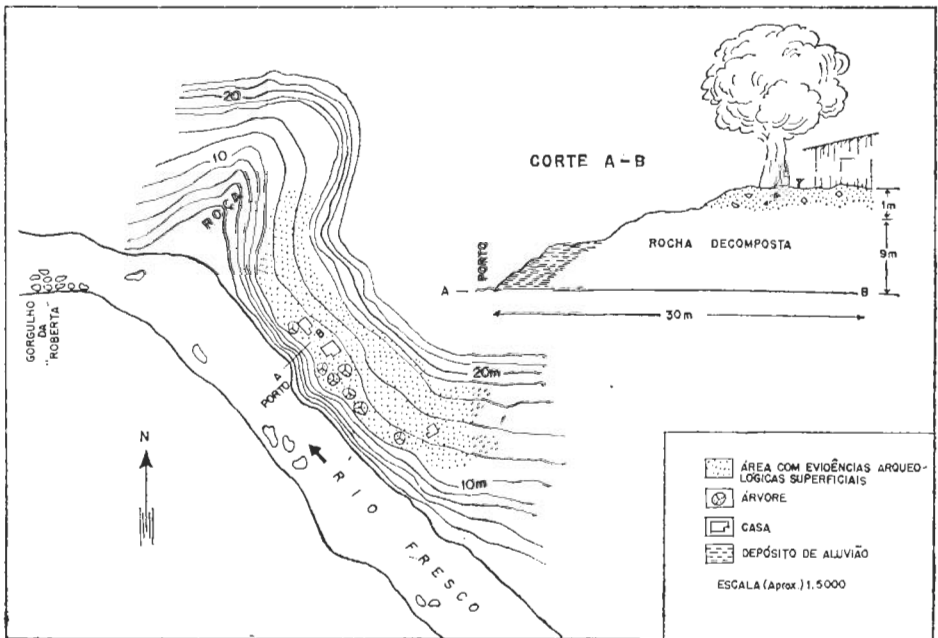 20
10
ROÇA
CORTE A-B
1m
9m
ROCHA DECOMPOSTA
PORTO
A
B
30m
GORGULHO
DA
"ROBERTA"
B
A
PORTO
20m
10m
N
RIO
FRESCO
ÁREA COM EVIDÊNCIAS ARQUEO-
LÓGICAS SUPERFICIAIS
ÁRVORE
CASA
DEPÓSITO DE ALUVIÃO
ESCALA (Aprox.) 1.5000